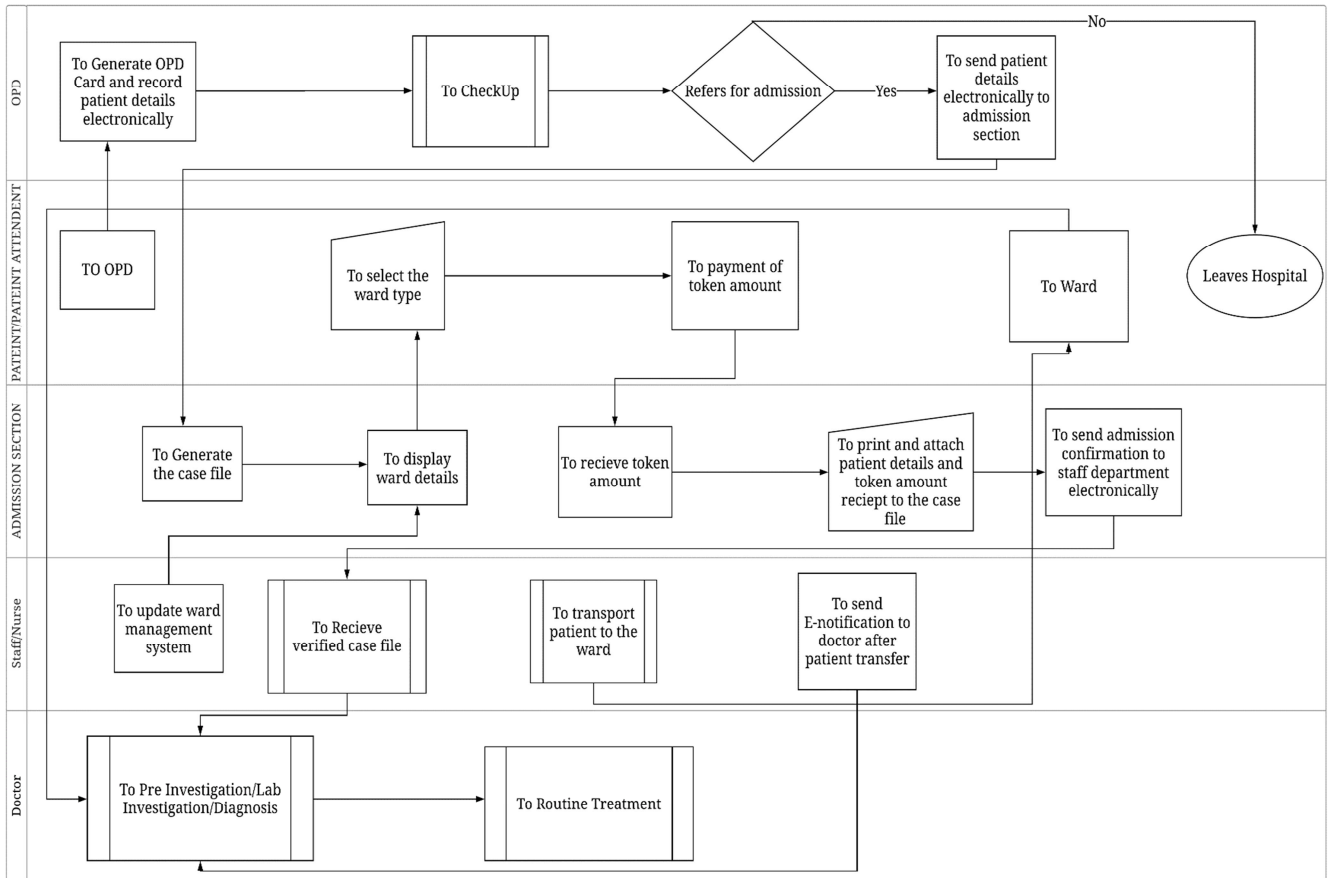 No
OPD
To Generate OPD
Card and record
patient details
electronically
To CheckUp
Refers for admission
Yes
To send patient
details
electronically to
admission
section
PATEINT/PATEINT ATTENDENT
TO OPD
To select the
ward type
To payment of
token amount
To Ward
Leaves Hospital
ADMISSION SECTION
To Generate
the case file
To display
ward details
To recieve token
amount
To print and attach
patient details and
token amount
reciept to the case
file
To send admission
confirmation to
staff department
electronically
Staff/Nurse
To update ward
management
system
To Recieve
verified case file
To transport
patient to the
ward
To send
E-notification to
doctor after
patient transfer
Doctor
To Pre Investigation/Lab
Investigation/Diagnosis
To Routine Treatment